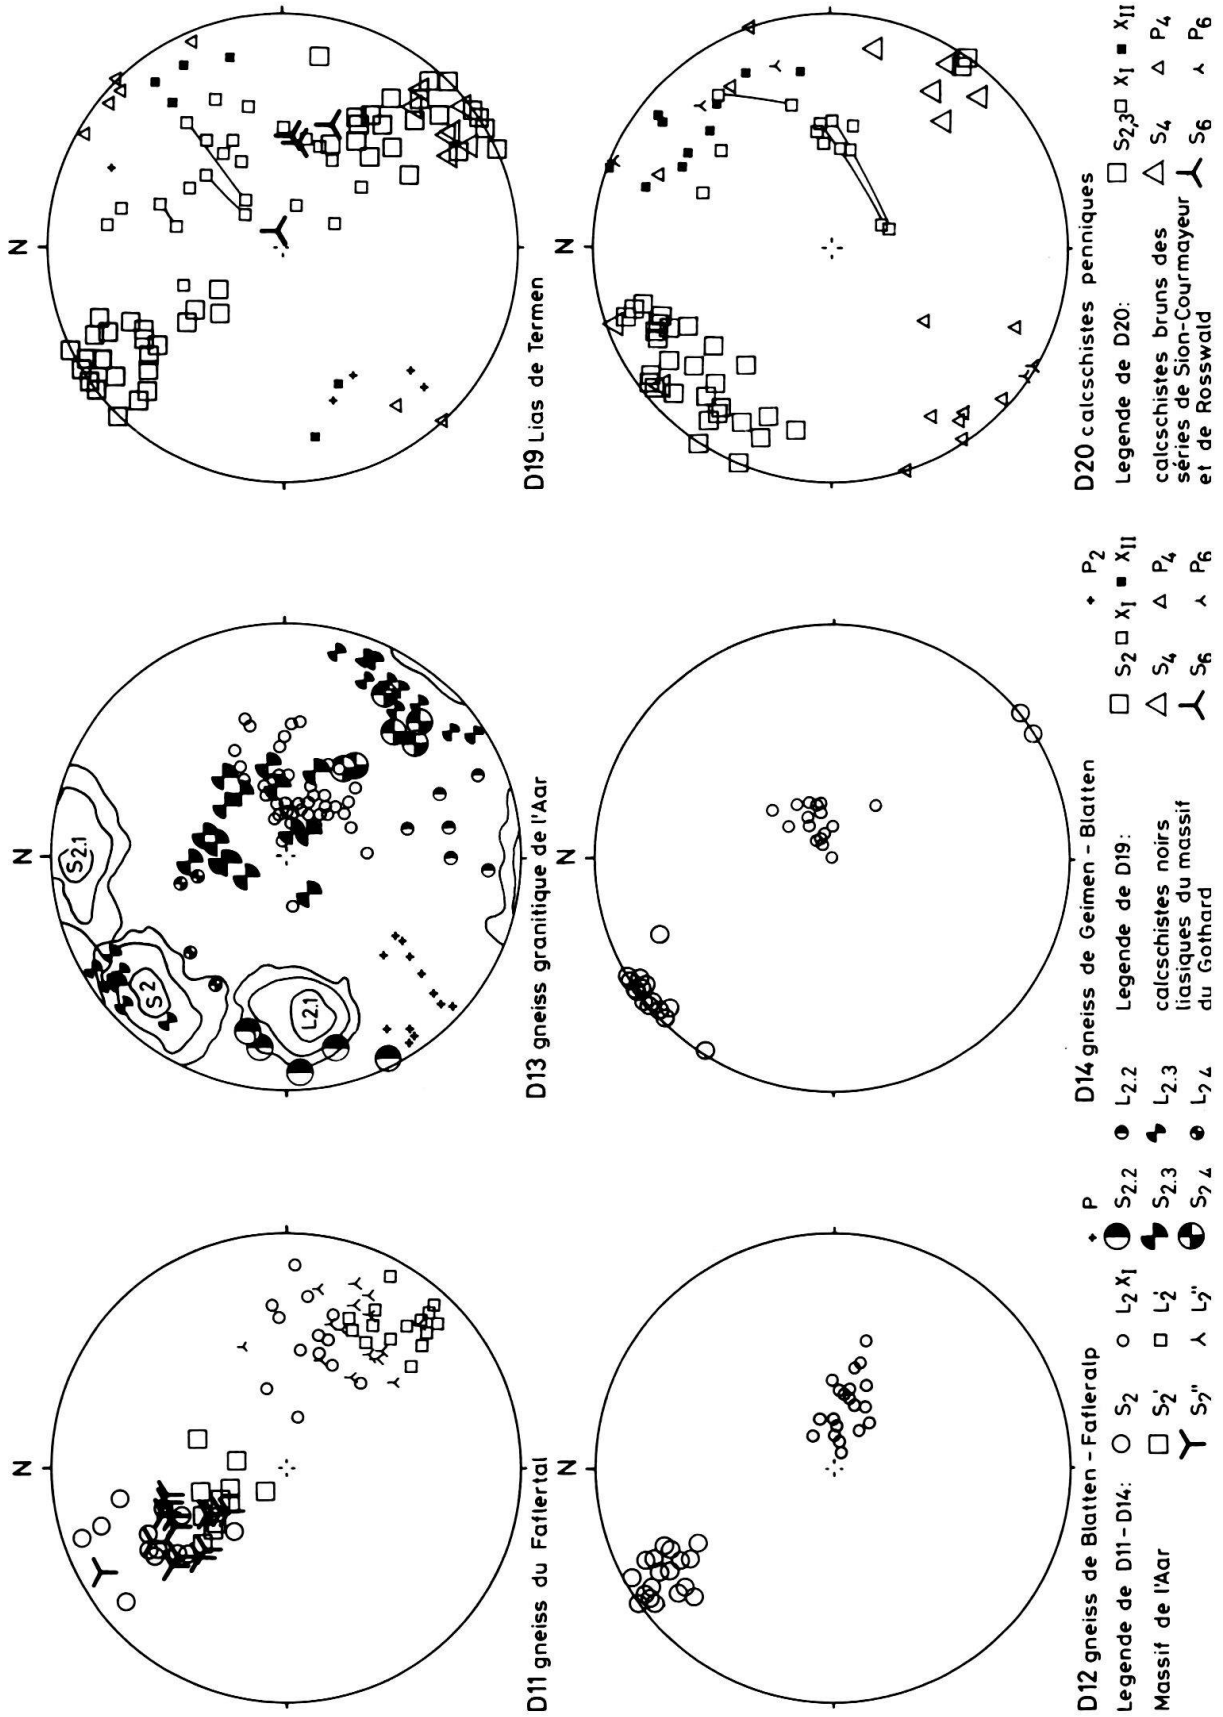 N
D11 gneiss du Faflertal
N
D13 gneiss granitique de l'Aar
S2.1
S2
L2.1
N
D19 Lias de Termen
N
D12 gneiss de Blatten - Fafleralp
N
D14 gneiss de Geimen - Blatten
N
D20 calcschistes penniques
Legende de D11 - D14:
Massif de l'Aar
S2
L2 XI
P
S2'
L2'
S2''
L2''
S2.2
L2.2
S2.3
L2.3
S2.4
L2.4
Legende de D19:
calcschistes noirs
liasiques du massif
du Gothard
P2
S2
XI
XII
S4
P4
S6
P6
Legende de D20:
calcschistes bruns des
séries de Sion-Courmayeur
et de Rosswald
S2,3
XI
XII
S4
P4
S6
P6